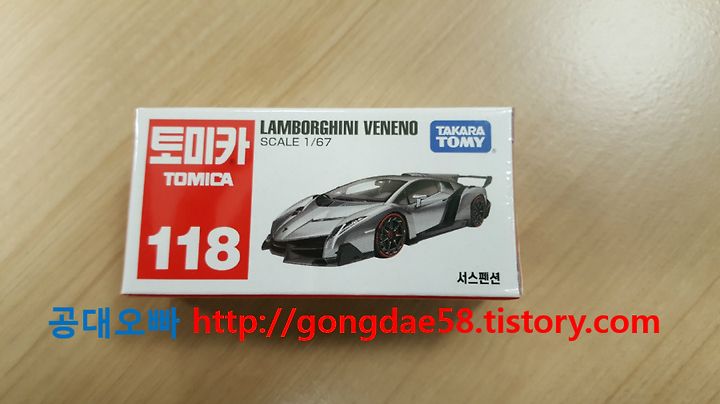 토미카
TOMICA
118
LAMBORGHINI VENENO
SCALE 1/67
TAKARA
TOMY
서스펜션
공대오빠 http://gongdae58.tistory.com